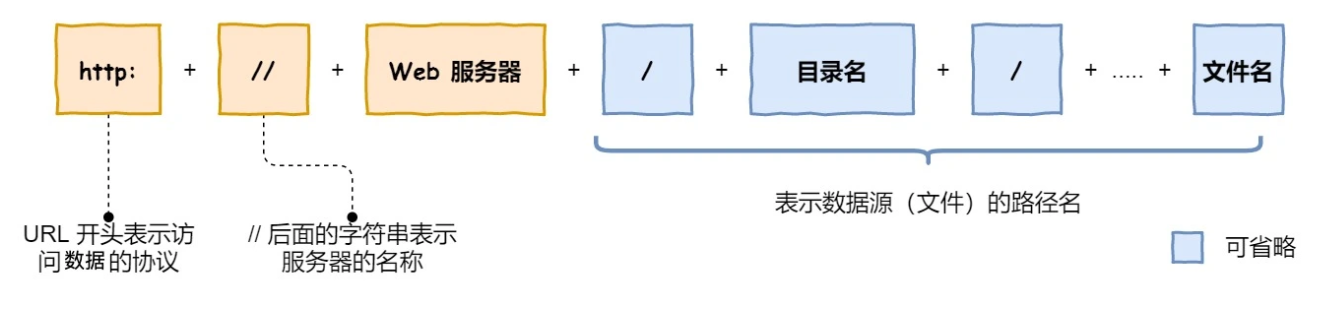 http: + // + Web 服务器 + / + 目录名 + / + ..... + 文件名
表示数据源（文件）的路径名
URL 开头表示访
问数据的协议
// 后面的字符串表示
服务器的名称
可省略